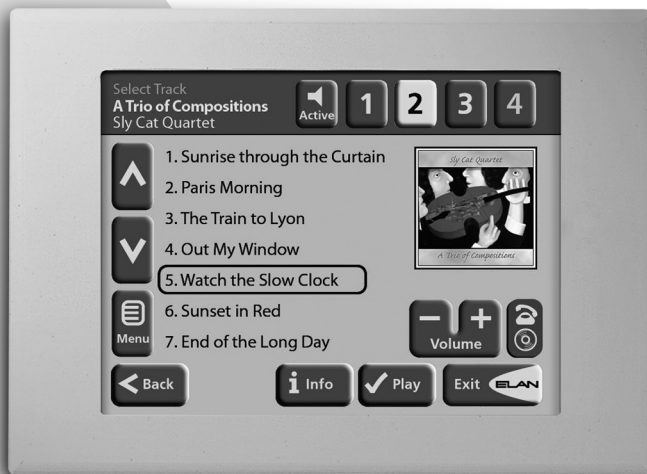 Select Track
A Trio of Compositions
Sly Cat Quartet
Active
1
2
3
4
1. Sunrise through the Curtain
2. Paris Morning
3. The Train to Lyon
4. Out My Window
5. Watch the Slow Clock
6. Sunset in Red
7. End of the Long Day
Sly Cat Quartet
A Trio of Compositions
Menu
Volume
Back
Info
Play
Exit
ELAN